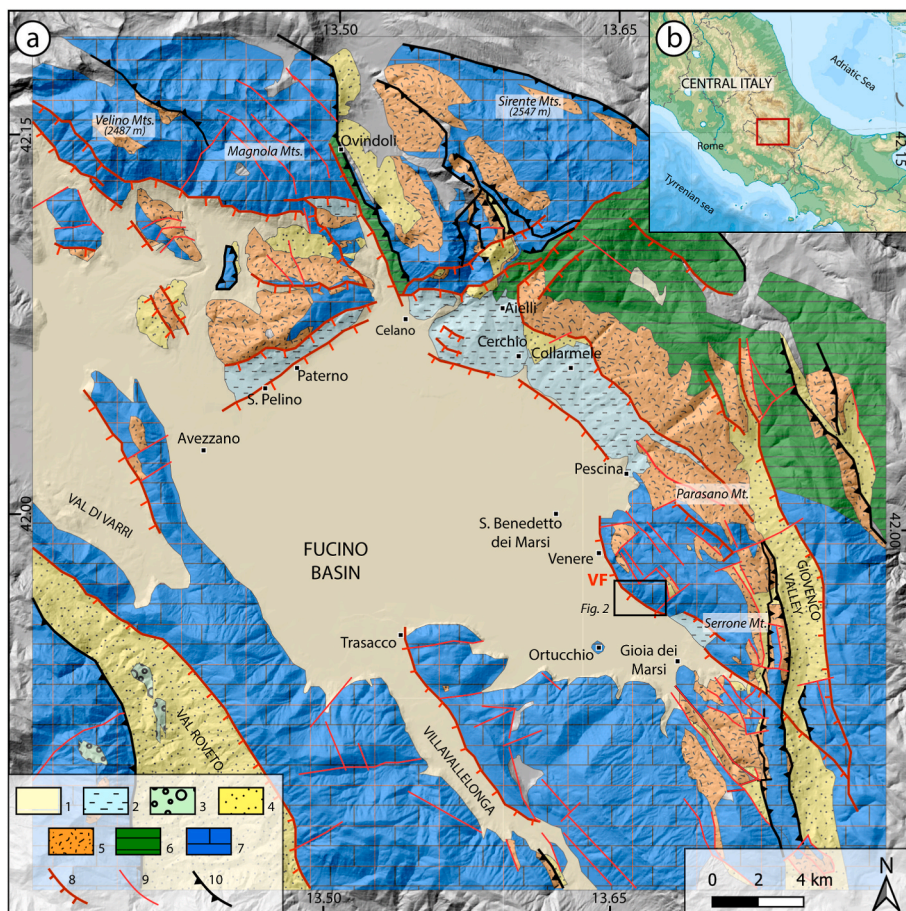 a
13.50
13.65
b
CENTRAL ITALY
Adriatic Sea
Rome
Tyrrenian sea
42.15
42.15
Velino Mts.
(2487 m)
Magnola Mts.
Ovindoli
Sirente Mts.
(2547 m)
Celano
Aielli
Cerchio
Collarmele
Paterno
S. Pelino
Avezzano
Pescina
Parasano Mt.
42.00
42.00
VAL DI VARRI
S. Benedetto
dei Marsi
FUCINO
BASIN
Venere
VF
Fig. 2
GIOVENCO
VALLEY
Serrone Mt.
Trasacco
Ortucchio
Gioia dei
Marsi
VAL ROVETO
VILLAVALLELONGA
1 2 3 4
5 6 7
8 9 10
13.50
13.65
0 2 4 km
N